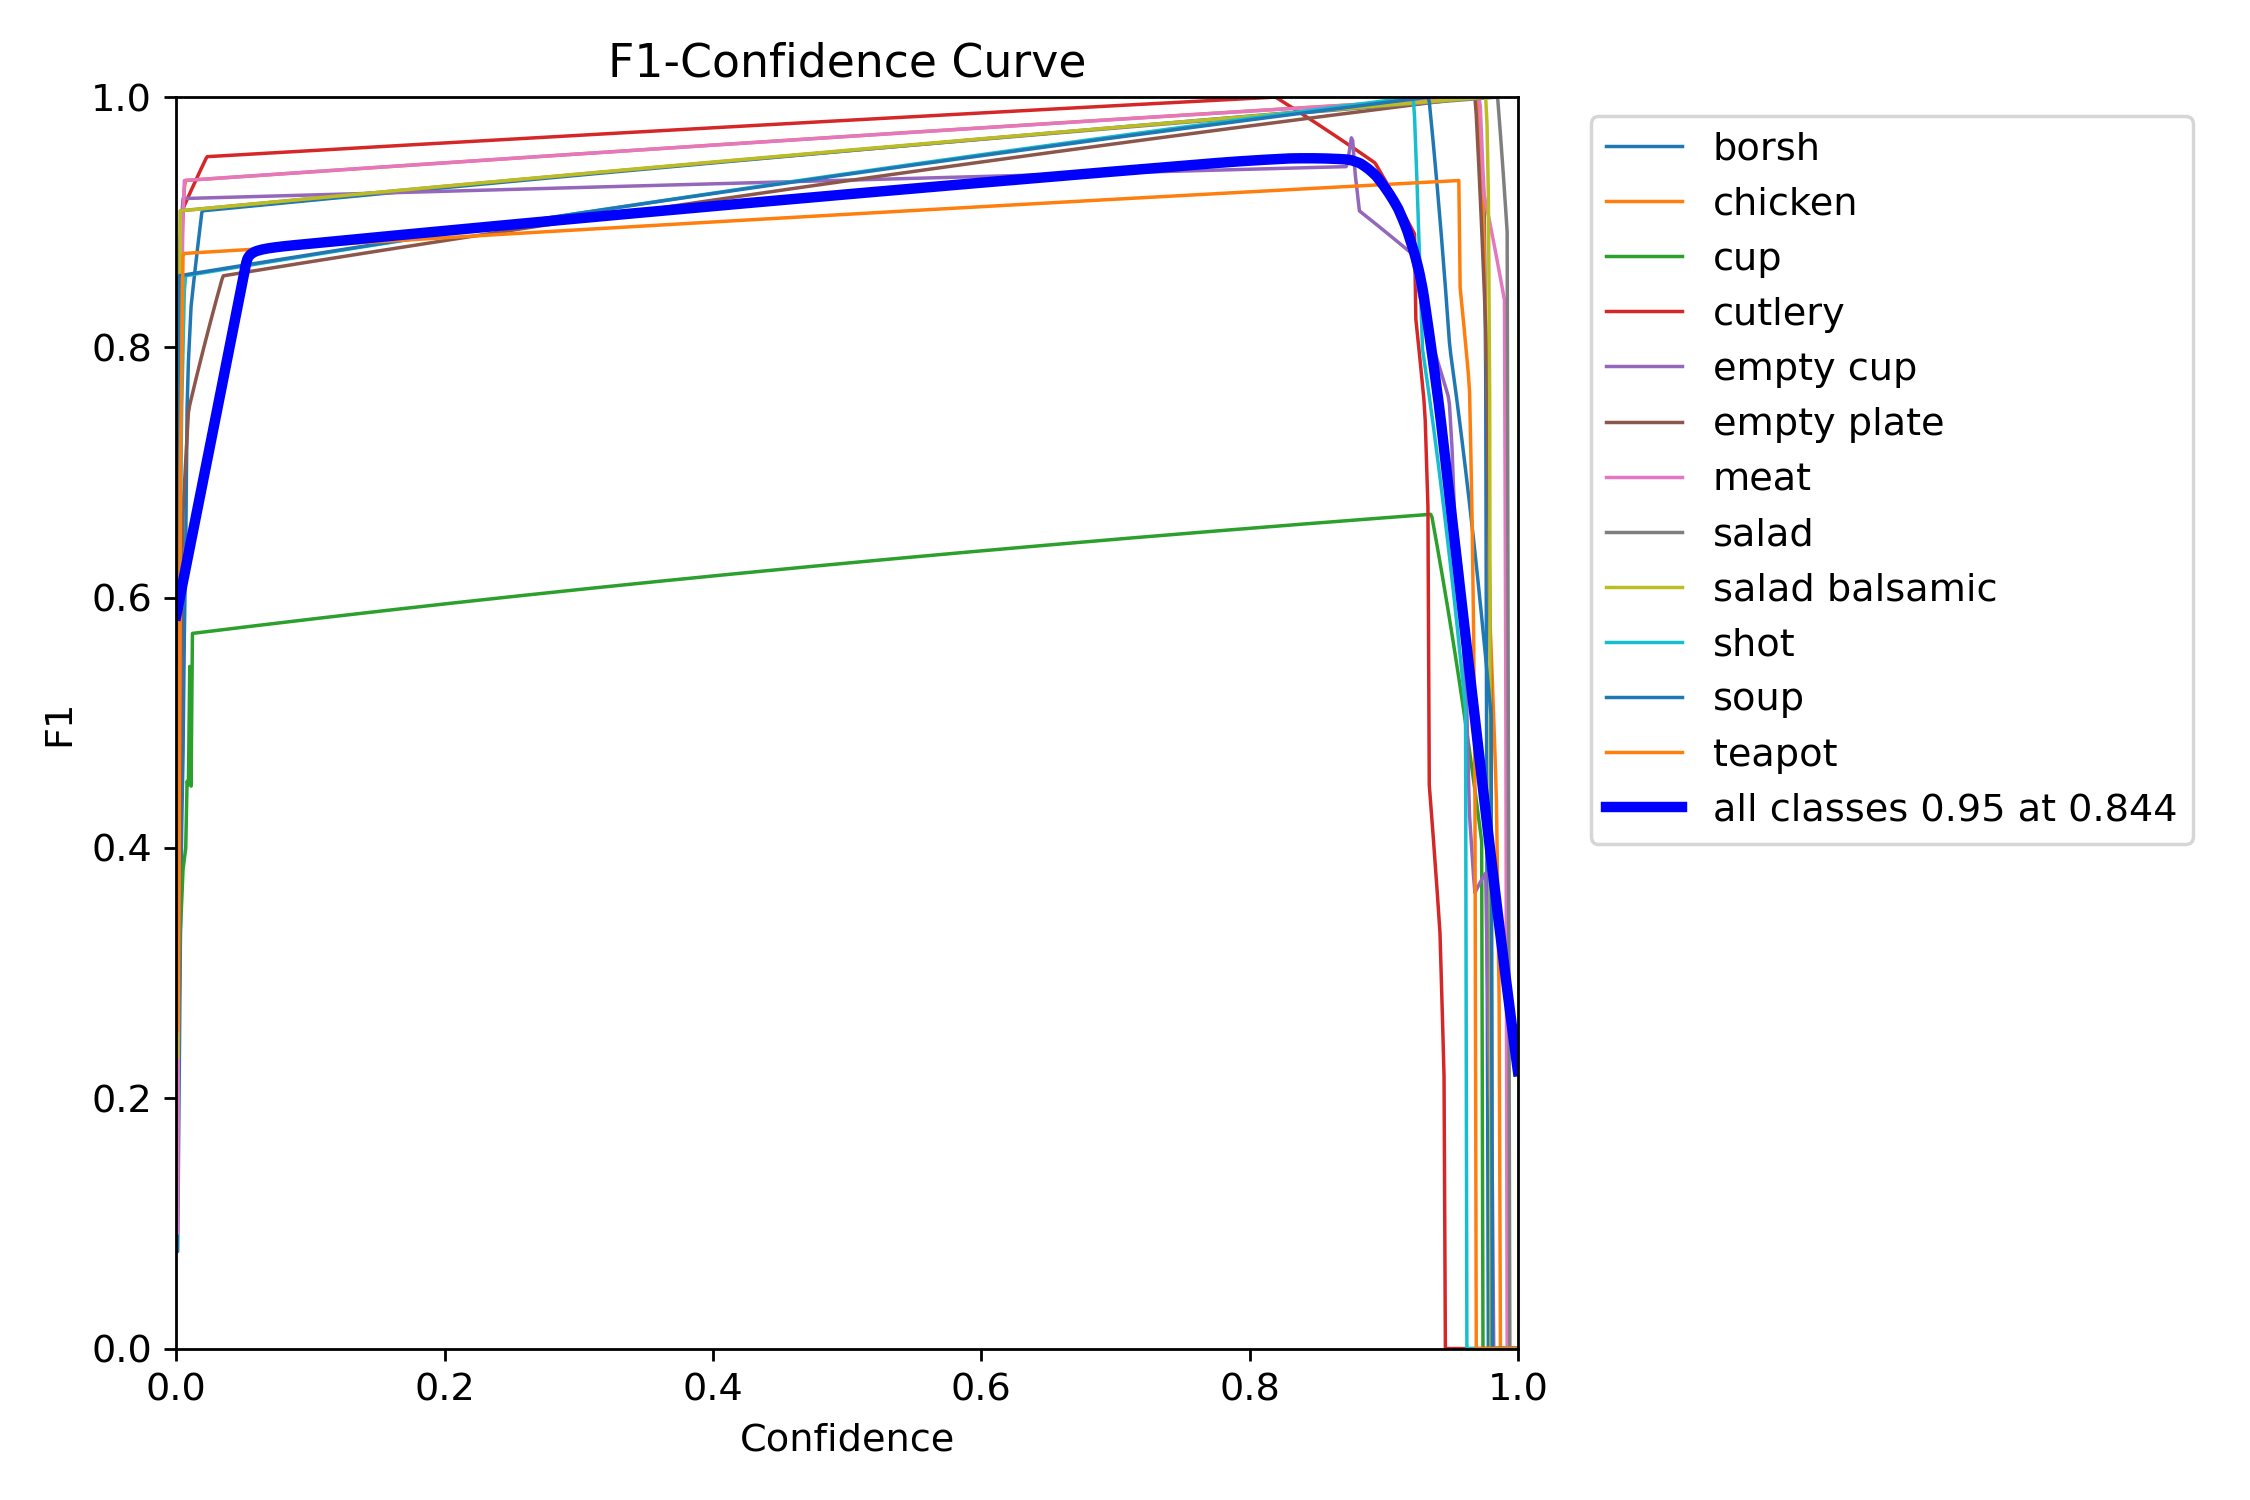 F1-Confidence Curve
1.0
0.8
0.6
0.4
0.2
0.0
F1
0.0 0.2 0.4 0.6 0.8 1.0
Confidence
borsh
chicken
cup
cutlery
empty cup
empty plate
meat
salad
salad balsamic
shot
soup
teapot
all classes 0.95 at 0.844